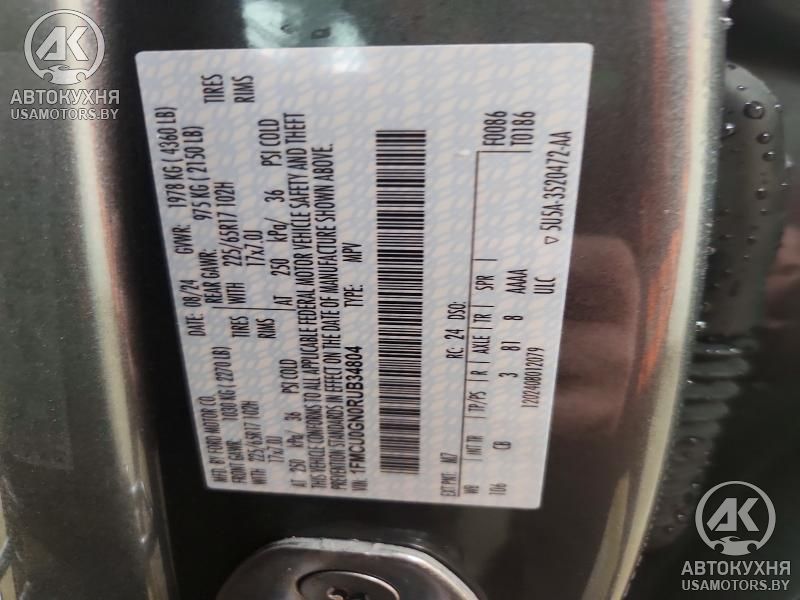 MFG. BY FORD MOTOR CO.
DATE: 08/24 GVWR: 1978 KG ( 4360 LB)
FRONT GAWR: 1030 KG ( 2270 LB) REAR GAWR: 975 KG ( 2150 LB)
WITH 225/65R17 102H TIRES WITH 225/65R17 102H TIRES
17x7.0J RIMS 17x7.0J RIMS
AT 250 kPa/ 36 PSI COLD AT 250 kPa/ 36 PSI COLD
THIS VEHICLE CONFORMS TO ALL APPLICABLE FEDERAL MOTOR VEHICLE SAFETY AND THEFT
PREVENTION STANDARDS IN EFFECT ON THE DATE OF MANUFACTURE SHOWN ABOVE.
VIN: 1FMCU0GN0RUB34804 TYPE: MPV
EXT PNT: M7 RC: 24 DSO: F0086
WB INT TR TP/PS R AXLE TR SPR T0186
106 CB 3 81 8 AAAA
1202408012079 ULC ▽ 5U5A-3520472-AA
АК
АВТОКУХНЯ
USAMOTORS.BY
АК
АВТОКУХНЯ
USAMOTORS.BY